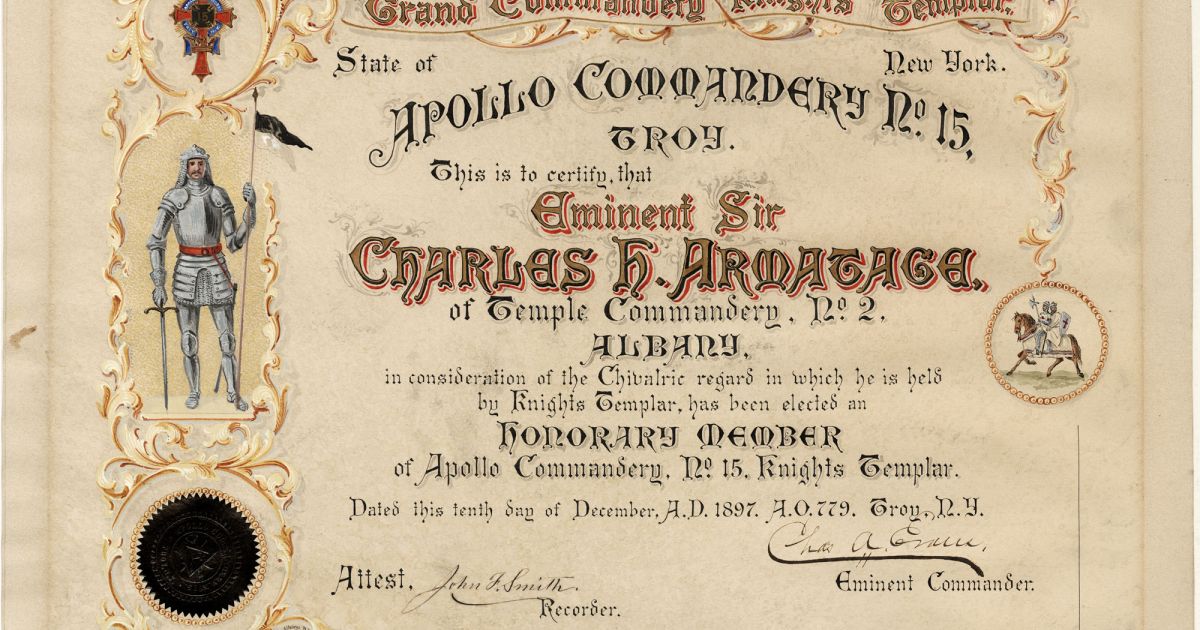 Grand Commandery Knights Templar.
State of New York.
APOLLO COMMANDERY No. 15,
TROY.
This is to certify, that
Eminent Sir
CHARLES H. ARMATAGE,
of Temple Commandery, No. 2,
ALBANY,
in consideration of the Chivalric regard in which he is held
by Knights Templar, has been elected an
HONORARY MEMBER
of Apollo Commandery, No. 15, Knights Templar.
Dated this tenth day of December, A.D. 1897. A.O. 779. Troy, N.Y.
Chas A. Evans,
Attest, John F. Smith.
Eminent Commander.
Recorder.